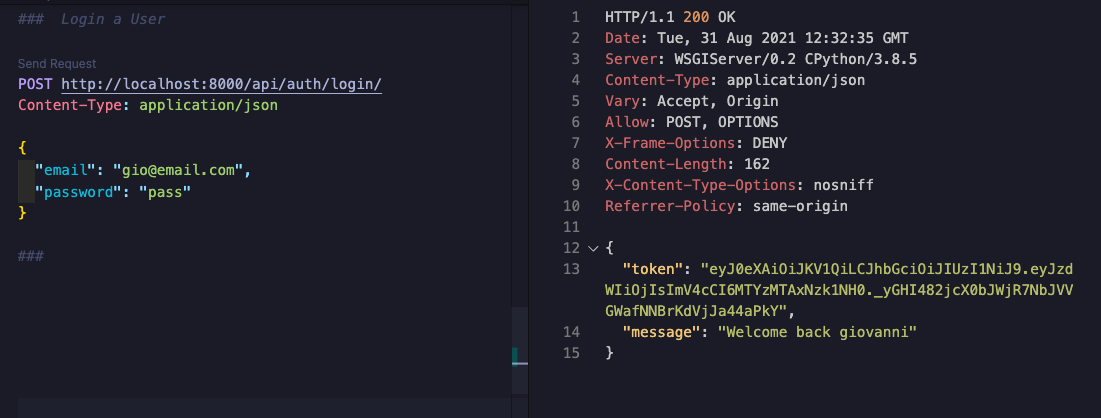 ### Login a User
Send Request
POST http://localhost:8000/api/auth/login/
Content-Type: application/json
{
"email": "gio@email.com",
"password": "pass"
}
###
1 HTTP/1.1 200 OK
2 Date: Tue, 31 Aug 2021 12:32:35 GMT
3 Server: WSGIServer/0.2 CPython/3.8.5
4 Content-Type: application/json
5 Vary: Accept, Origin
6 Allow: POST, OPTIONS
7 X-Frame-Options: DENY
8 Content-Length: 162
9 X-Content-Type-Options: nosniff
10 Referrer-Policy: same-origin
11
12 {
13 "token": "eyJ0eXAiOiJKV1QiLCJhbGciOiJIUzI1NiJ9.eyJzd
WIiOjIsImV4cCI6MTYzMTAxNzk1NH0._yGHI482jcX0bJWjR7NbJVV
GWafNNBrKdVjJa44aPkY",
14 "message": "Welcome back giovanni"
15 }